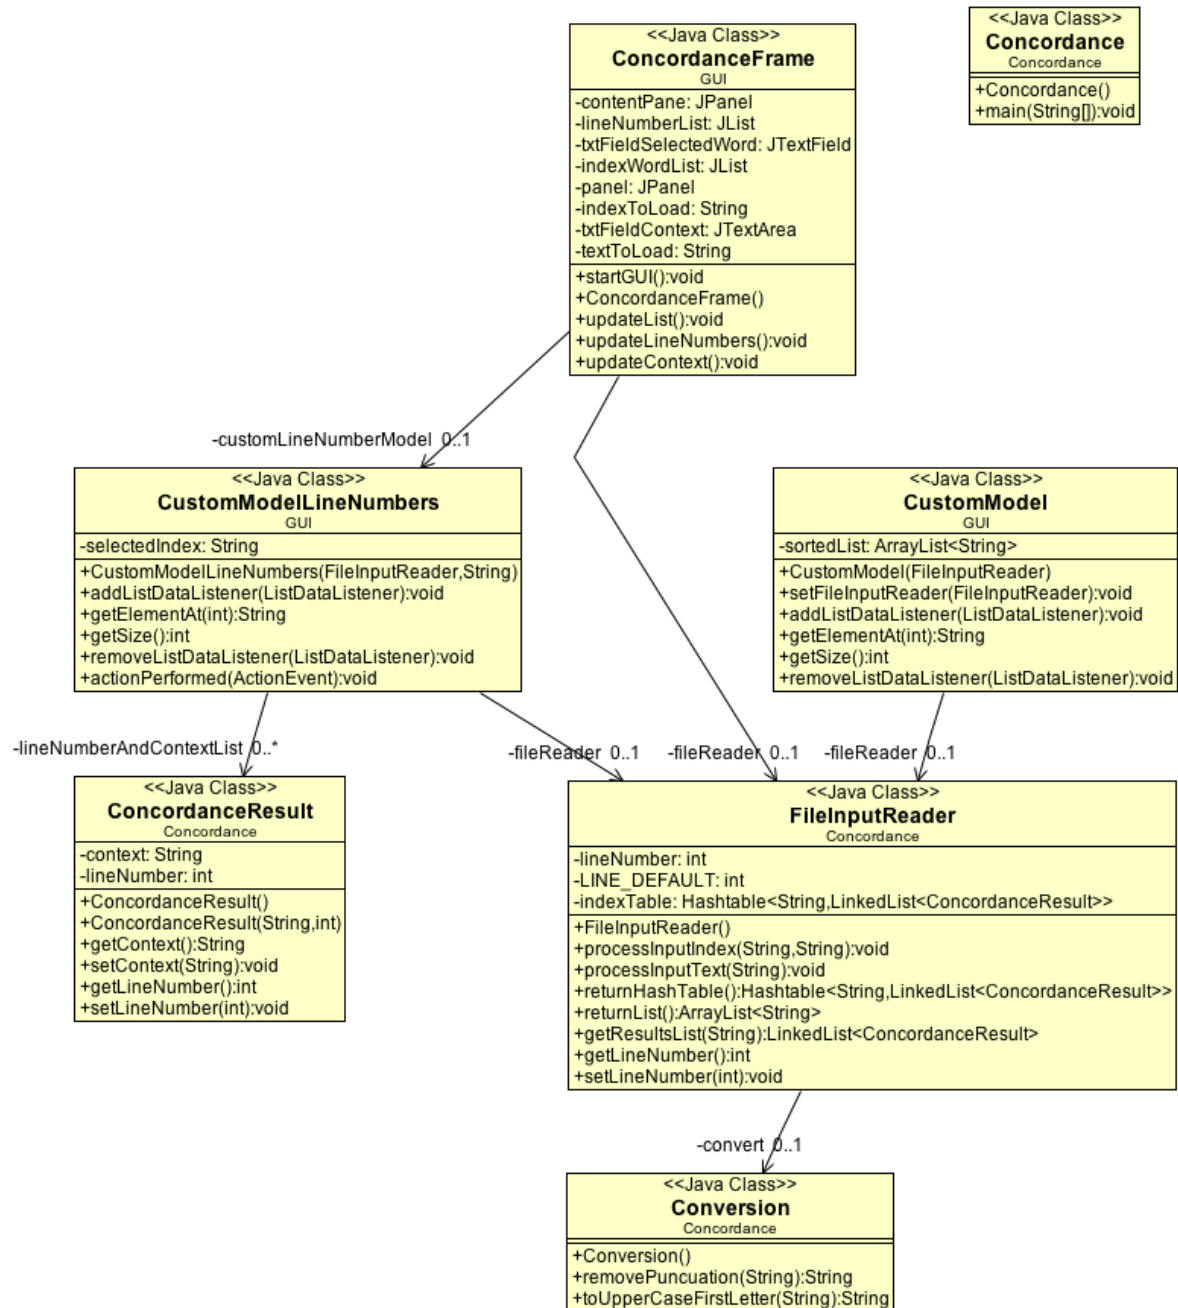 <<Java Class>>
ConcordanceFrame
GUI
-contentPane: JPanel
-lineNumberList: JList
-txtFieldSelectedWord: JTextField
-indexWordList: JList
-panel: JPanel
-indexToLoad: String
-txtFieldContext: JTextArea
-textToLoad: String
+startGUI():void
+ConcordanceFrame()
+updateList():void
+updateLineNumbers():void
+updateContext():void
<<Java Class>>
Concordance
Concordance
+Concordance()
+main(String[]):void
-customLineNumberModel 0..1
<<Java Class>>
CustomModelLineNumbers
GUI
-selectedIndex: String
+CustomModelLineNumbers(FileInputReader,String)
+addListDataListener(ListDataListener):void
+getElementAt(int):String
+getSize():int
+removeListDataListener(ListDataListener):void
+actionPerformed(ActionEvent):void
<<Java Class>>
CustomModel
GUI
-sortedList: ArrayList<String>
+CustomModel(FileInputReader)
+setFileInputReader(FileInputReader):void
+addListDataListener(ListDataListener):void
+getElementAt(int):String
+getSize():int
+removeListDataListener(ListDataListener):void
-lineNumberAndContextList 0..*
-fileReader 0..1
-fileReader 0..1
-fileReader 0..1
<<Java Class>>
ConcordanceResult
Concordance
-context: String
-lineNumber: int
+ConcordanceResult()
+ConcordanceResult(String,int)
+getContext():String
+setContext(String):void
+getLineNumber():int
+setLineNumber(int):void
<<Java Class>>
FileInputReader
Concordance
-lineNumber: int
-LINE_DEFAULT: int
-indexTable: Hashtable<String,LinkedList<ConcordanceResult>>
+FileInputReader()
+processInputIndex(String,String):void
+processInputText(String):void
+returnHashTable():Hashtable<String,LinkedList<ConcordanceResult>>
+returnList():ArrayList<String>
+getResultsList(String):LinkedList<ConcordanceResult>
+getLineNumber():int
+setLineNumber(int):void
-convert 0..1
<<Java Class>>
Conversion
Concordance
+Conversion()
+removePuncuation(String):String
+toUpperCaseFirstLetter(String):String